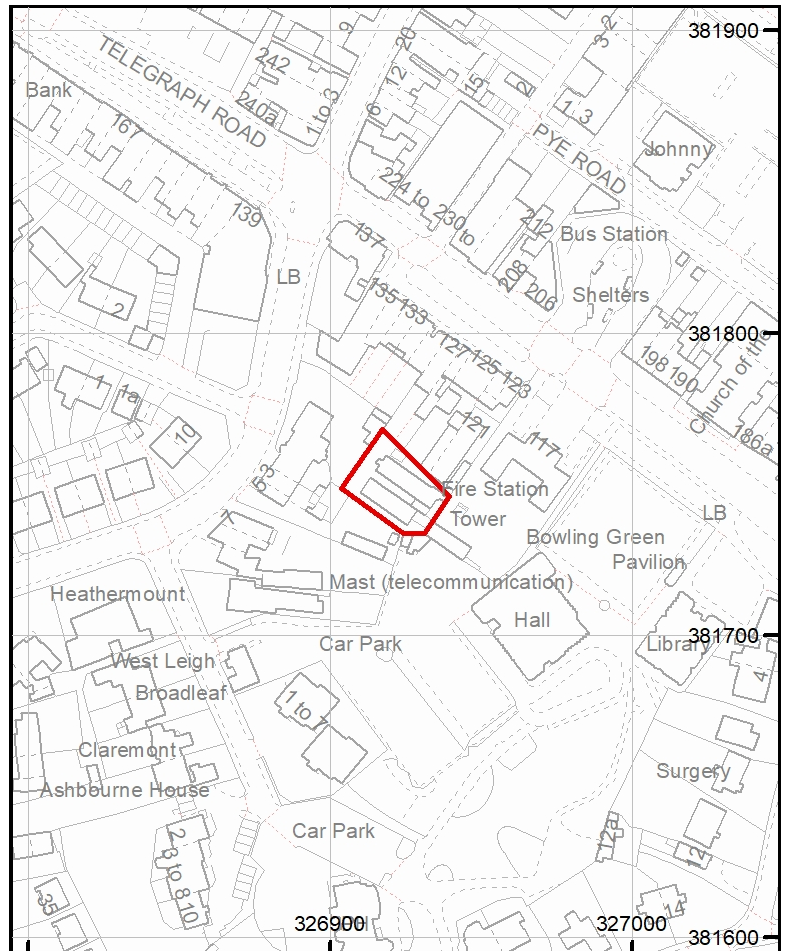 381900
9
20
3-2
242
TELEGRAPH ROAD
12
15
2
Bank
240a
1 to 3
6
1 3
167
PYE ROAD
Johnny
224 to
230
to
139
212
137
Bus Station
LB
208
Shelters
135
206
133
2
381800
127
125
198
190
123
Church of the
1
1a
121
186a
10
117
53
Fire Station
7
Tower
LB
Bowling Green
Pavilion
Mast (telecommunication)
Heathermount
Hall
381700
Car Park
Library
West Leigh
4
Broadleaf
1 to 7
Claremont
Surgery
Ashbourne House
Car Park
12a
2
3 to 8
10
12
35
14
326900
327000
381600